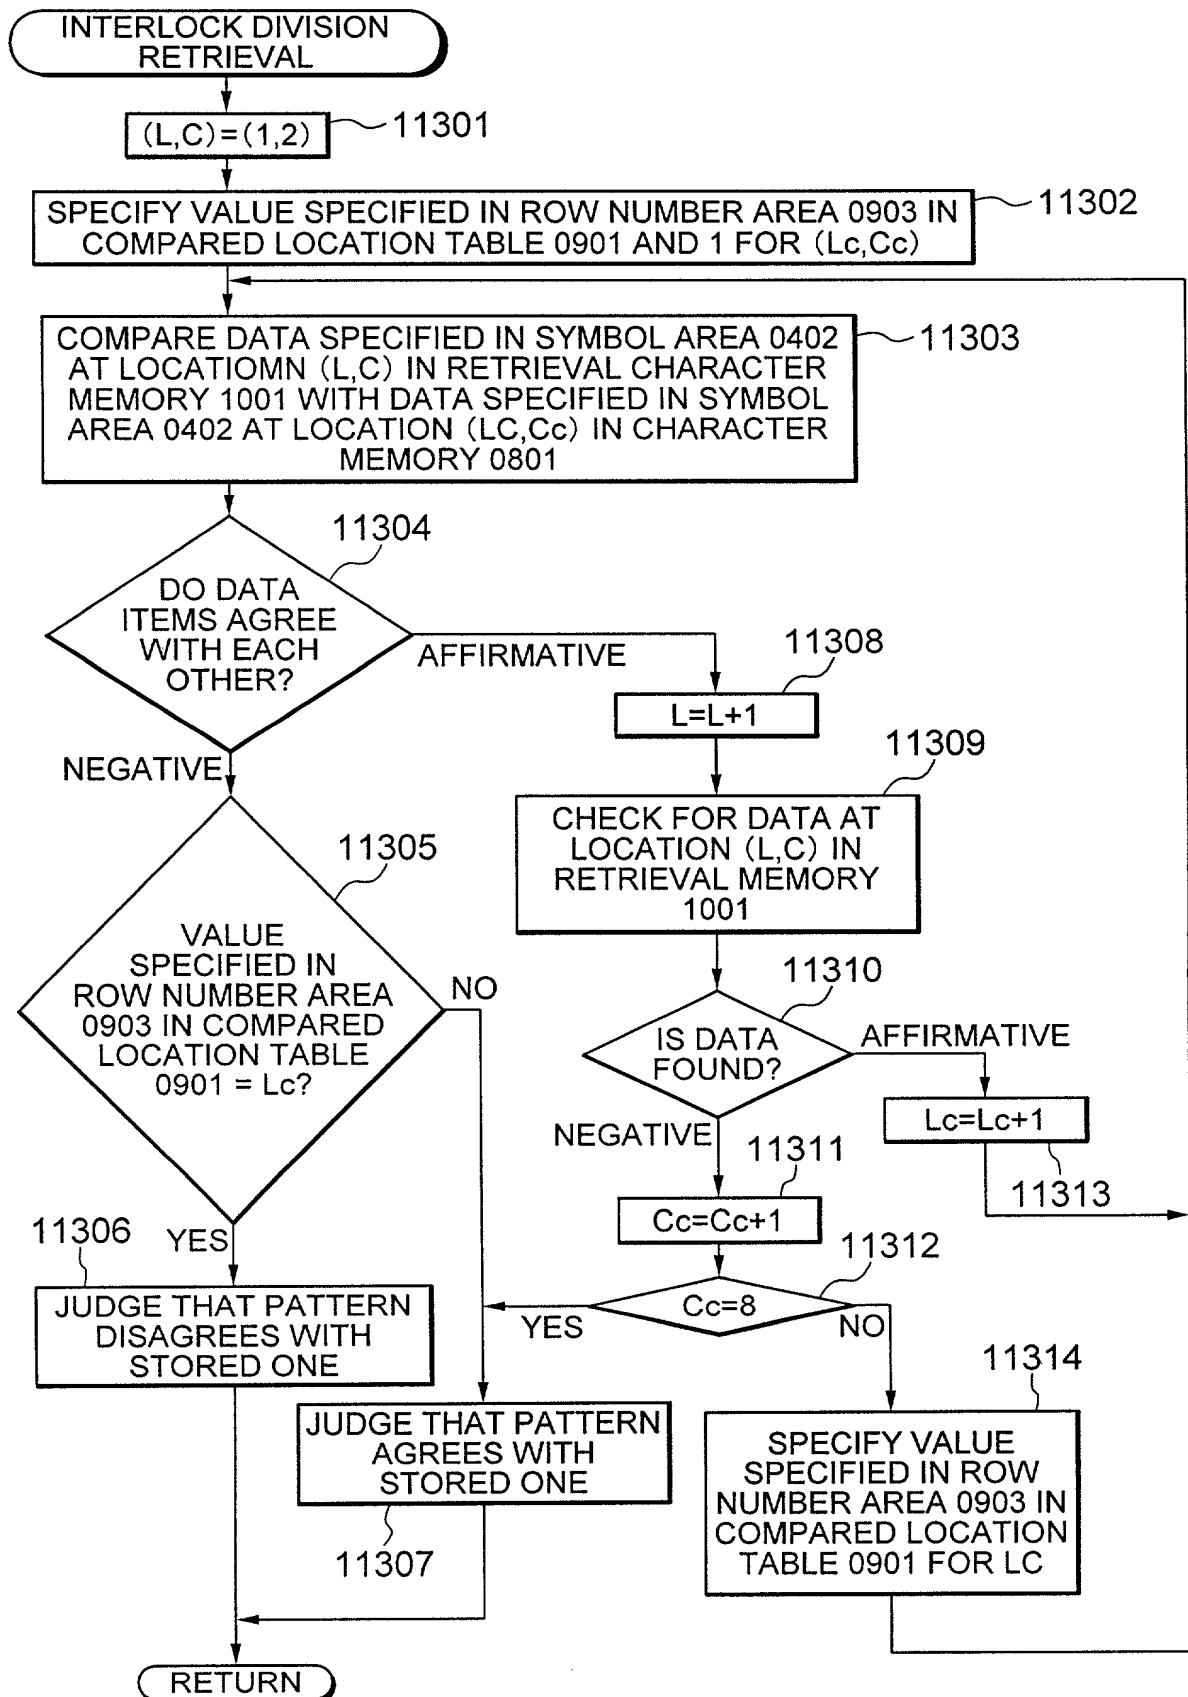 INTERLOCK DIVISION
RETRIEVAL
(L,C)=(1,2)
11301
SPECIFY VALUE SPECIFIED IN ROW NUMBER AREA 0903 IN
COMPARED LOCATION TABLE 0901 AND 1 FOR (Lc,Cc)
11302
COMPARE DATA SPECIFIED IN SYMBOL AREA 0402
AT LOCATIOMN (L,C) IN RETRIEVAL CHARACTER
MEMORY 1001 WITH DATA SPECIFIED IN SYMBOL
AREA 0402 AT LOCATION (LC,Cc) IN CHARACTER
MEMORY 0801
11303
11304
DO DATA
ITEMS AGREE
WITH EACH
OTHER?
AFFIRMATIVE
NEGATIVE
11308
L=L+1
11309
CHECK FOR DATA AT
LOCATION (L,C) IN
RETRIEVAL MEMORY
1001
11305
VALUE
SPECIFIED IN
ROW NUMBER AREA
0903 IN COMPARED
LOCATION TABLE
0901 = Lc?
NO
YES
11310
IS DATA
FOUND?
AFFIRMATIVE
NEGATIVE
Lc=Lc+1
11313
11311
Cc=Cc+1
11312
Cc=8
YES
NO
11306
JUDGE THAT PATTERN
DISAGREES WITH
STORED ONE
JUDGE THAT PATTERN
AGREES WITH
STORED ONE
11307
11314
SPECIFY VALUE
SPECIFIED IN ROW
NUMBER AREA 0903 IN
COMPARED LOCATION
TABLE 0901 FOR LC
RETURN